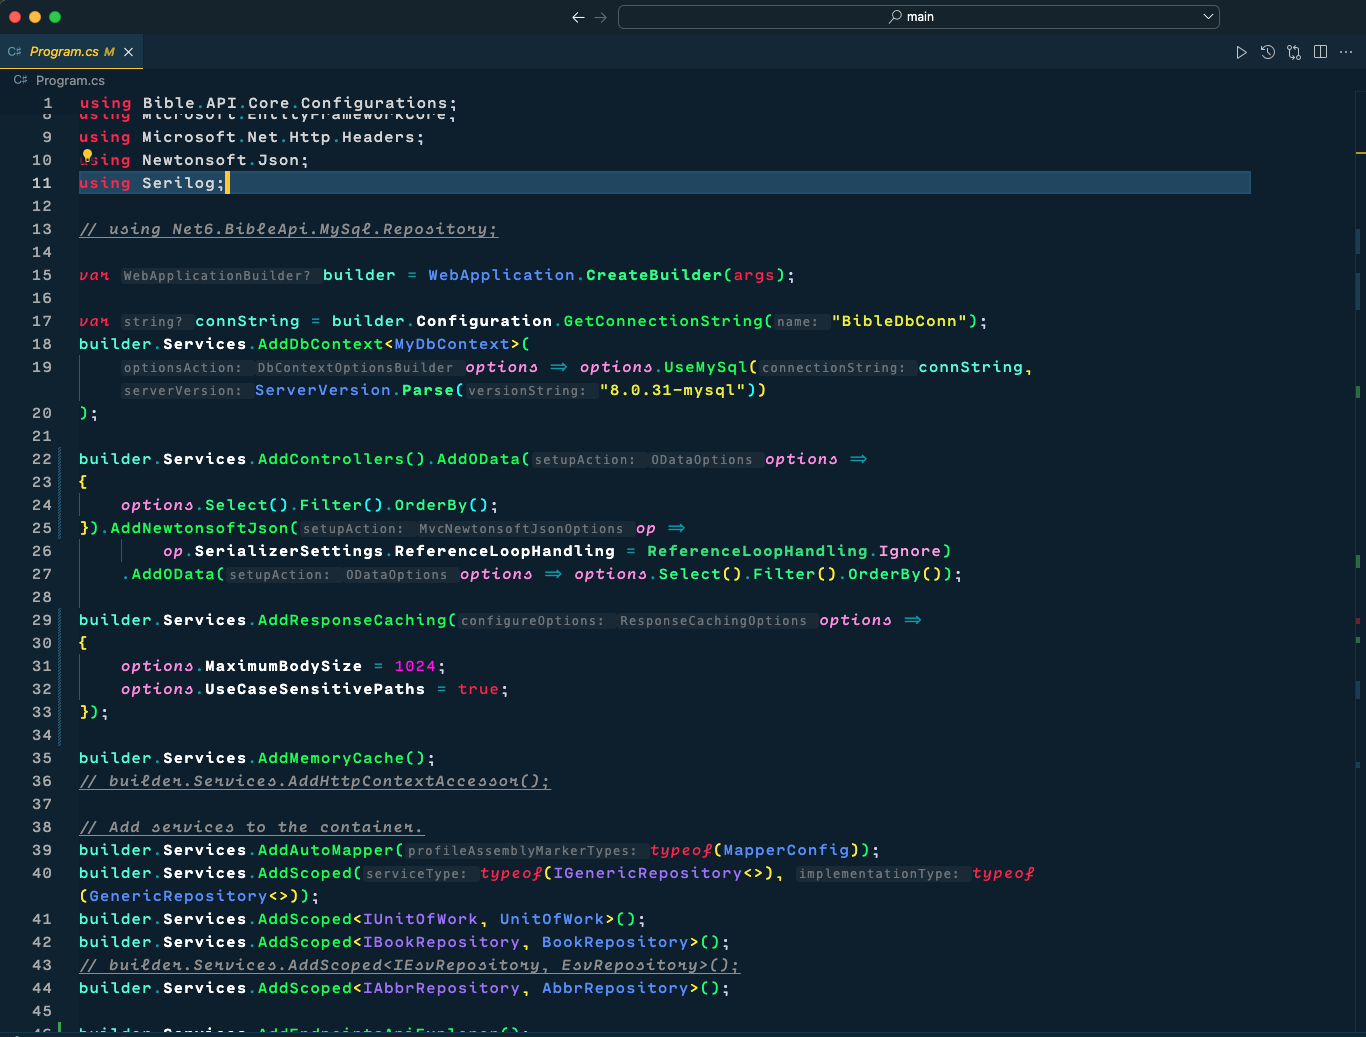 main
C# Program.cs M
C# Program.cs
1 using Bible.API.Core.Configurations;
8 using Microsoft.EntityFrameworkCore;
9 using Microsoft.Net.Http.Headers;
10 using Newtonsoft.Json;
11 using Serilog;
12
13 // using Net6.BibleApi.MySql.Repository;
14
15 var WebApplicationBuilder? builder = WebApplication.CreateBuilder(args);
16
17 var string? connString = builder.Configuration.GetConnectionString(name: "BibleDbConn");
18 builder.Services.AddDbContext<MyDbContext>(
19 optionsAction: DbContextOptionsBuilder options => options.UseMySql(connectionString: connString,
serverVersion: ServerVersion.Parse(versionString: "8.0.31-mysql"))
20 );
21
22 builder.Services.AddControllers().AddOData(setupAction: ODataOptions options =>
23 {
24 options.Select().Filter().OrderBy();
25 }).AddNewtonsoftJson(setupAction: MvcNewtonsoftJsonOptions op =>
26 op.SerializerSettings.ReferenceLoopHandling = ReferenceLoopHandling.Ignore)
27 .AddOData(setupAction: ODataOptions options => options.Select().Filter().OrderBy());
28
29 builder.Services.AddResponseCaching(configureOptions: ResponseCachingOptions options =>
30 {
31 options.MaximumBodySize = 1024;
32 options.UseCaseSensitivePaths = true;
33 });
34
35 builder.Services.AddMemoryCache();
36 // builder.Services.AddHttpContextAccessor();
37
38 // Add services to the container.
39 builder.Services.AddAutoMapper(profileAssemblyMarkerTypes: typeof(MapperConfig));
40 builder.Services.AddScoped(serviceType: typeof(IGenericRepository<>), implementationType: typeof
(GenericRepository<>));
41 builder.Services.AddScoped<IUnitOfWork, UnitOfWork>();
42 builder.Services.AddScoped<IBookRepository, BookRepository>();
43 // builder.Services.AddScoped<IEsvRepository, EsvRepository>();
44 builder.Services.AddScoped<IAbbrRepository, AbbrRepository>();
45
46 builder.Services.AddEndpointsApiExplorer();